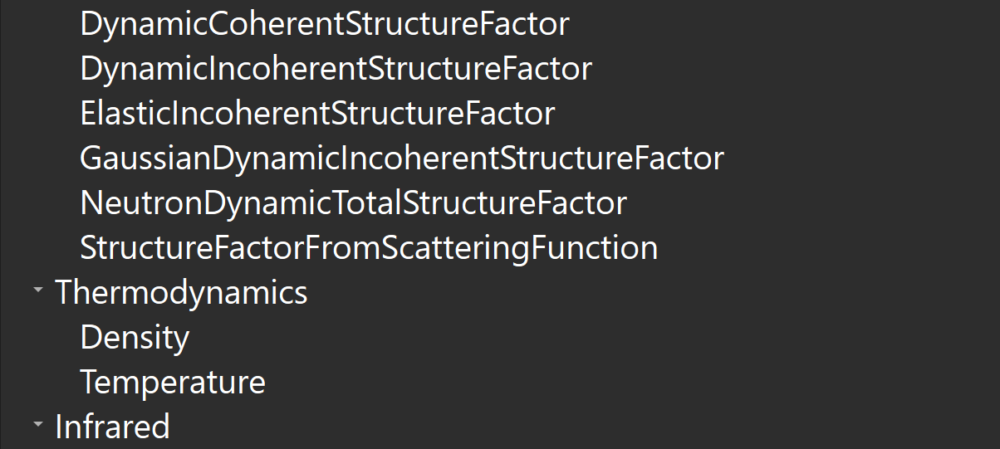 DynamicCoherentStructureFactor
DynamicIncoherentStructureFactor
ElasticIncoherentStructureFactor
GaussianDynamicIncoherentStructureFactor
NeutronDynamicTotalStructureFactor
StructureFactorFromScatteringFunction
Thermodynamics
Density
Temperature
Infrared